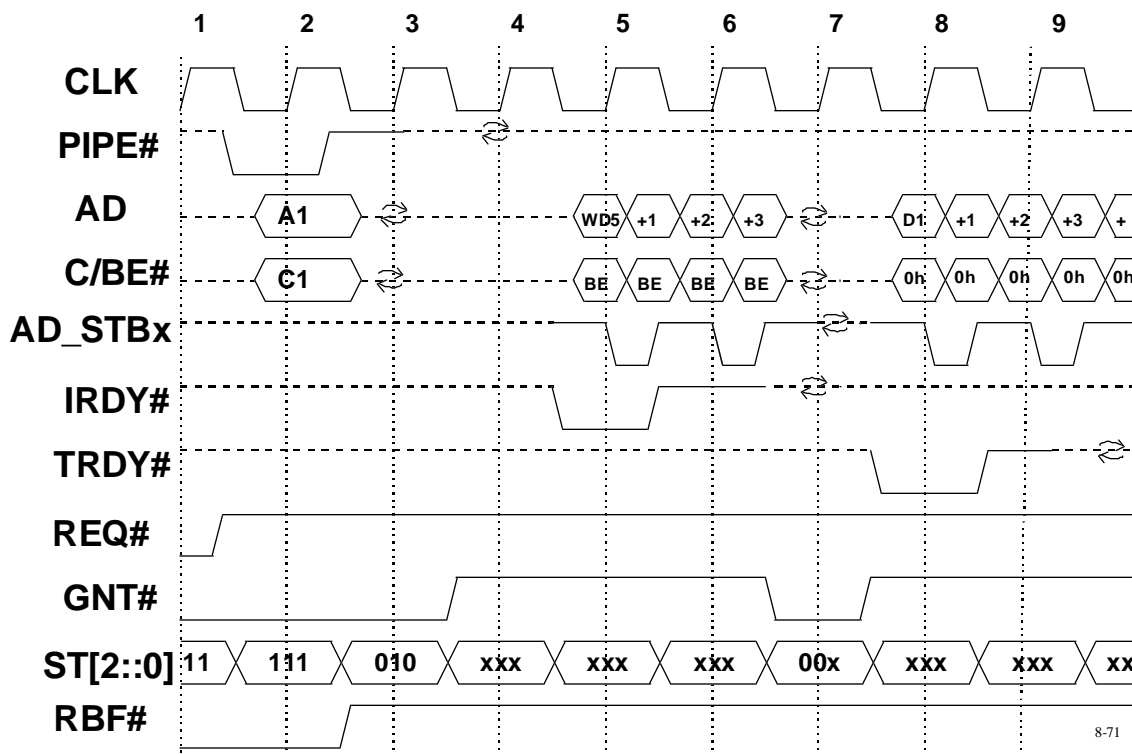 1 2 3 4 5 6 7 8 9
CLK
PIPE#
AD A1 WD5 +1 +2 +3 D1 +1 +2 +3 +
C/BE# C1 BE BE BE BE 0h 0h 0h 0h 0h
AD_STBx
IRDY#
TRDY#
REQ#
GNT#
ST[2::0] 11 111 010 xxx xxx xxx 00x xxx xxx xx
RBF#
8-71